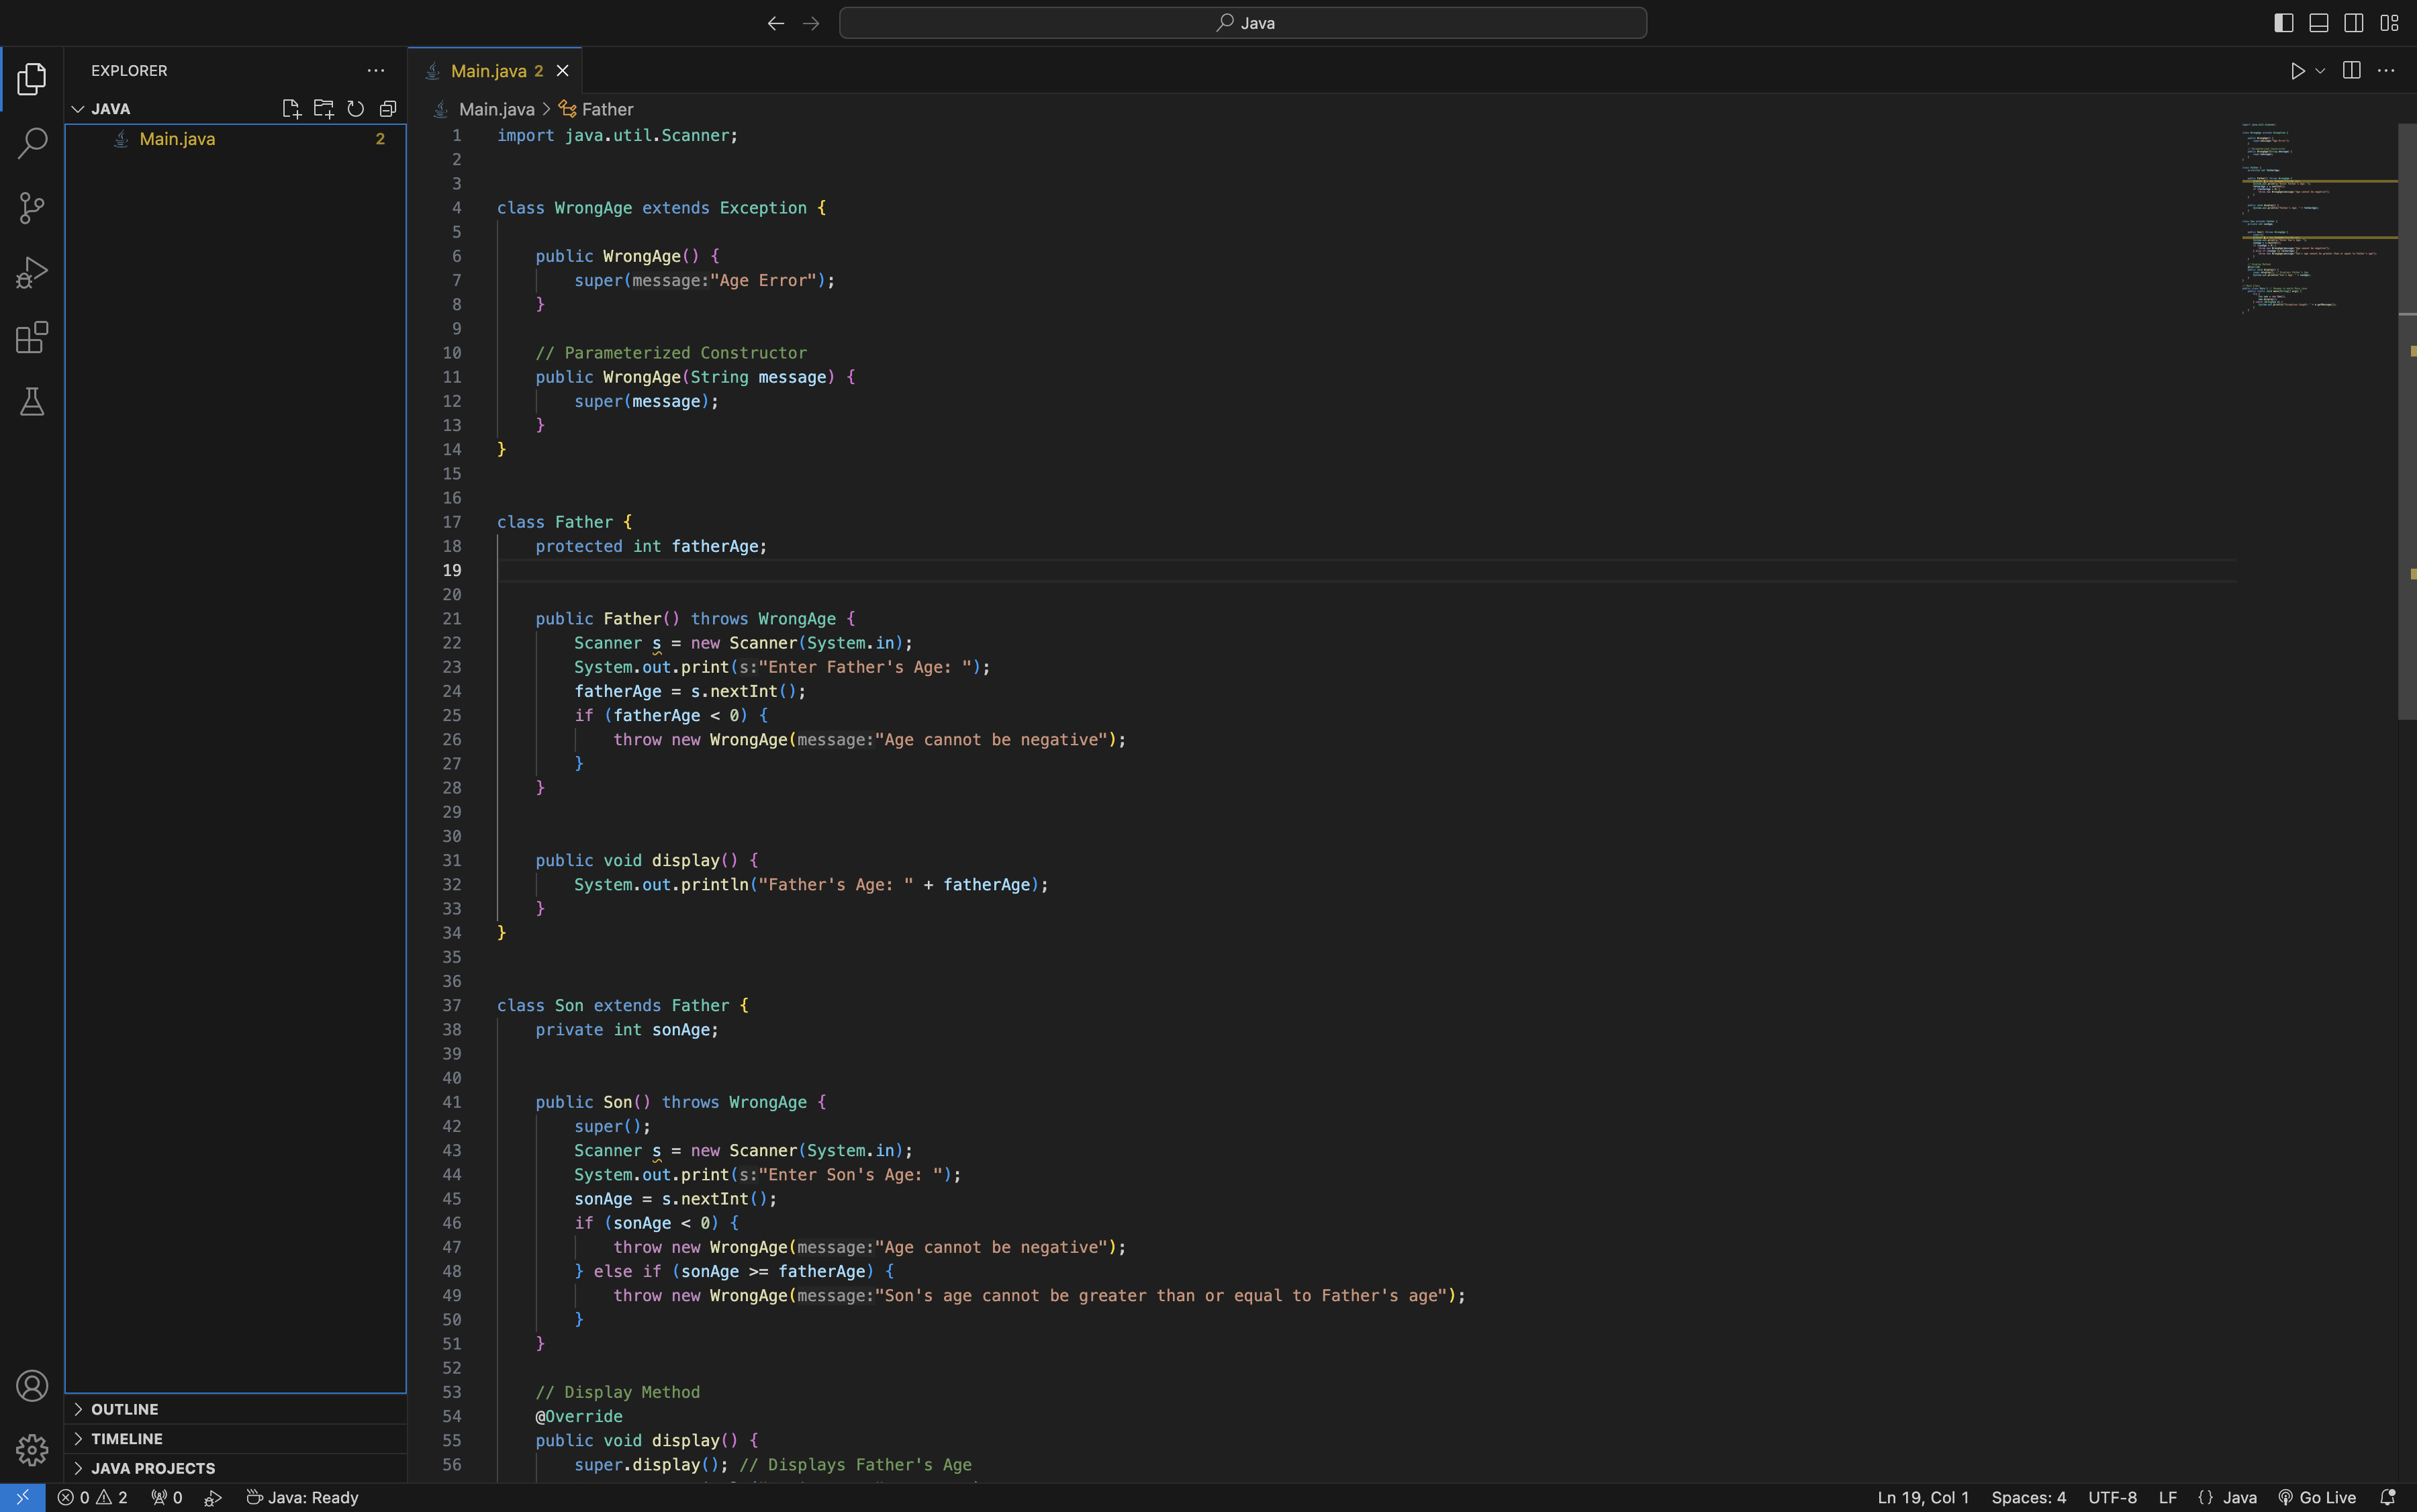 Java
EXPLORER
JAVA
Main.java 2
OUTLINE
TIMELINE
JAVA PROJECTS
Main.java 2
Main.java > Father
1 import java.util.Scanner;
2
3
4 class WrongAge extends Exception {
5
6 public WrongAge() {
7 super(message:"Age Error");
8 }
9
10 // Parameterized Constructor
11 public WrongAge(String message) {
12 super(message);
13 }
14 }
15
16
17 class Father {
18 protected int fatherAge;
19
20
21 public Father() throws WrongAge {
22 Scanner s = new Scanner(System.in);
23 System.out.print(s:"Enter Father's Age: ");
24 fatherAge = s.nextInt();
25 if (fatherAge < 0) {
26 throw new WrongAge(message:"Age cannot be negative");
27 }
28 }
29
30
31 public void display() {
32 System.out.println("Father's Age: " + fatherAge);
33 }
34 }
35
36
37 class Son extends Father {
38 private int sonAge;
39
40
41 public Son() throws WrongAge {
42 super();
43 Scanner s = new Scanner(System.in);
44 System.out.print(s:"Enter Son's Age: ");
45 sonAge = s.nextInt();
46 if (sonAge < 0) {
47 throw new WrongAge(message:"Age cannot be negative");
48 } else if (sonAge >= fatherAge) {
49 throw new WrongAge(message:"Son's age cannot be greater than or equal to Father's age");
50 }
51 }
52
53 // Display Method
54 @Override
55 public void display() {
56 super.display(); // Displays Father's Age
0 2 0 Java: Ready Ln 19, Col 1 Spaces: 4 UTF-8 LF {} Java Go Live